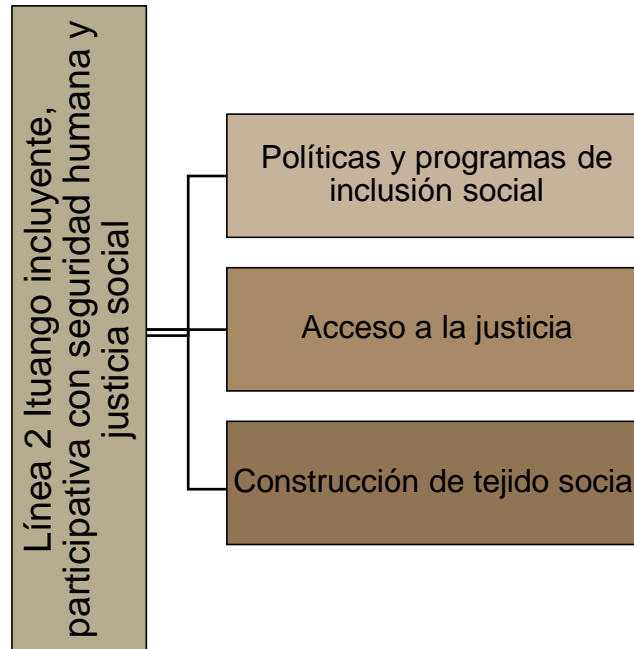 Línea 2 Ituango incluyente,
participativa con seguridad humana y
justicia social
Políticas y programas de
inclusión social
Acceso a la justicia
Construcción de tejido social